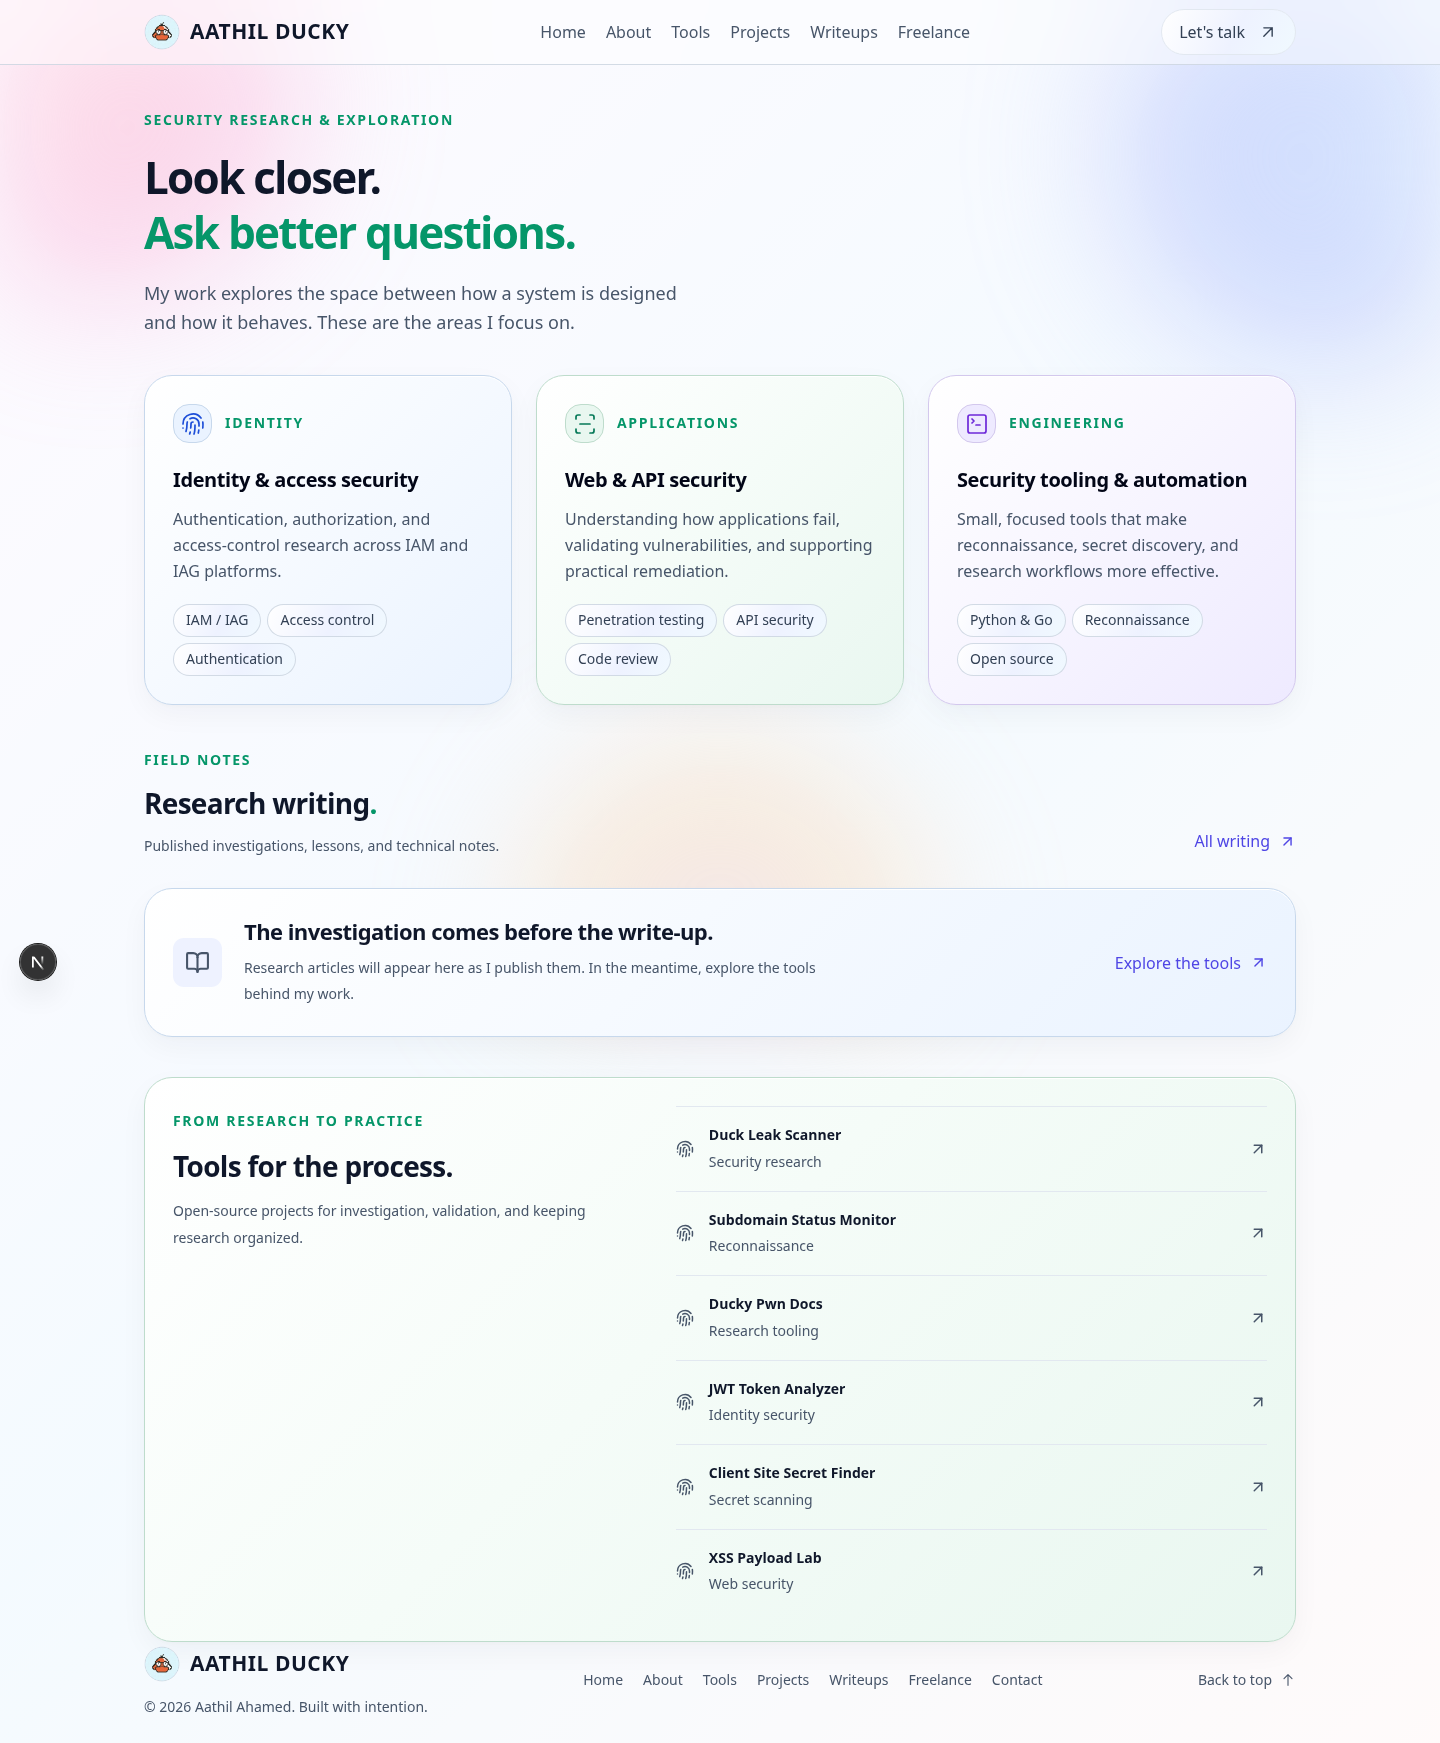 AATHIL DUCKY
Home About Tools Projects Writeups Freelance
Let's talk
SECURITY RESEARCH & EXPLORATION
Look closer.
Ask better questions.
My work explores the space between how a system is designed
and how it behaves. These are the areas I focus on.
IDENTITY
Identity & access security
Authentication, authorization, and
access-control research across IAM and
IAG platforms.
IAM / IAG Access control
Authentication
APPLICATIONS
Web & API security
Understanding how applications fail,
validating vulnerabilities, and supporting
practical remediation.
Penetration testing API security
Code review
ENGINEERING
Security tooling & automation
Small, focused tools that make
reconnaissance, secret discovery, and
research workflows more effective.
Python & Go Reconnaissance
Open source
FIELD NOTES
Research writing.
Published investigations, lessons, and technical notes.
All writing
N
The investigation comes before the write-up.
Research articles will appear here as I publish them. In the meantime, explore the tools
behind my work.
Explore the tools
FROM RESEARCH TO PRACTICE
Tools for the process.
Open-source projects for investigation, validation, and keeping
research organized.
Duck Leak Scanner
Security research
Subdomain Status Monitor
Reconnaissance
Ducky Pwn Docs
Research tooling
JWT Token Analyzer
Identity security
Client Site Secret Finder
Secret scanning
XSS Payload Lab
Web security
AATHIL DUCKY
© 2026 Aathil Ahamed. Built with intention.
Home About Tools Projects Writeups Freelance Contact
Back to top